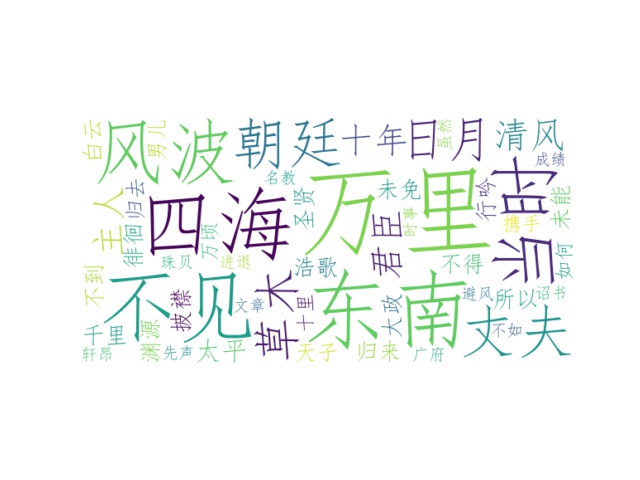 白云
男儿
风波
朝廷
十年
日月
虽然
清风
成绩
名教
主人
归去
四海
圣贤
万里
未免
君臣
时事
行吟
当时
携手
未能
如何
徘徊
万顷
不到
珠贝
进退
浩歌
不得
不见
披襟
文章
草木
十里
东南
大政
避风
所以
诏书
千里
渊源
先声
太平
天子
归来
广府
不如
丈夫
轩昂